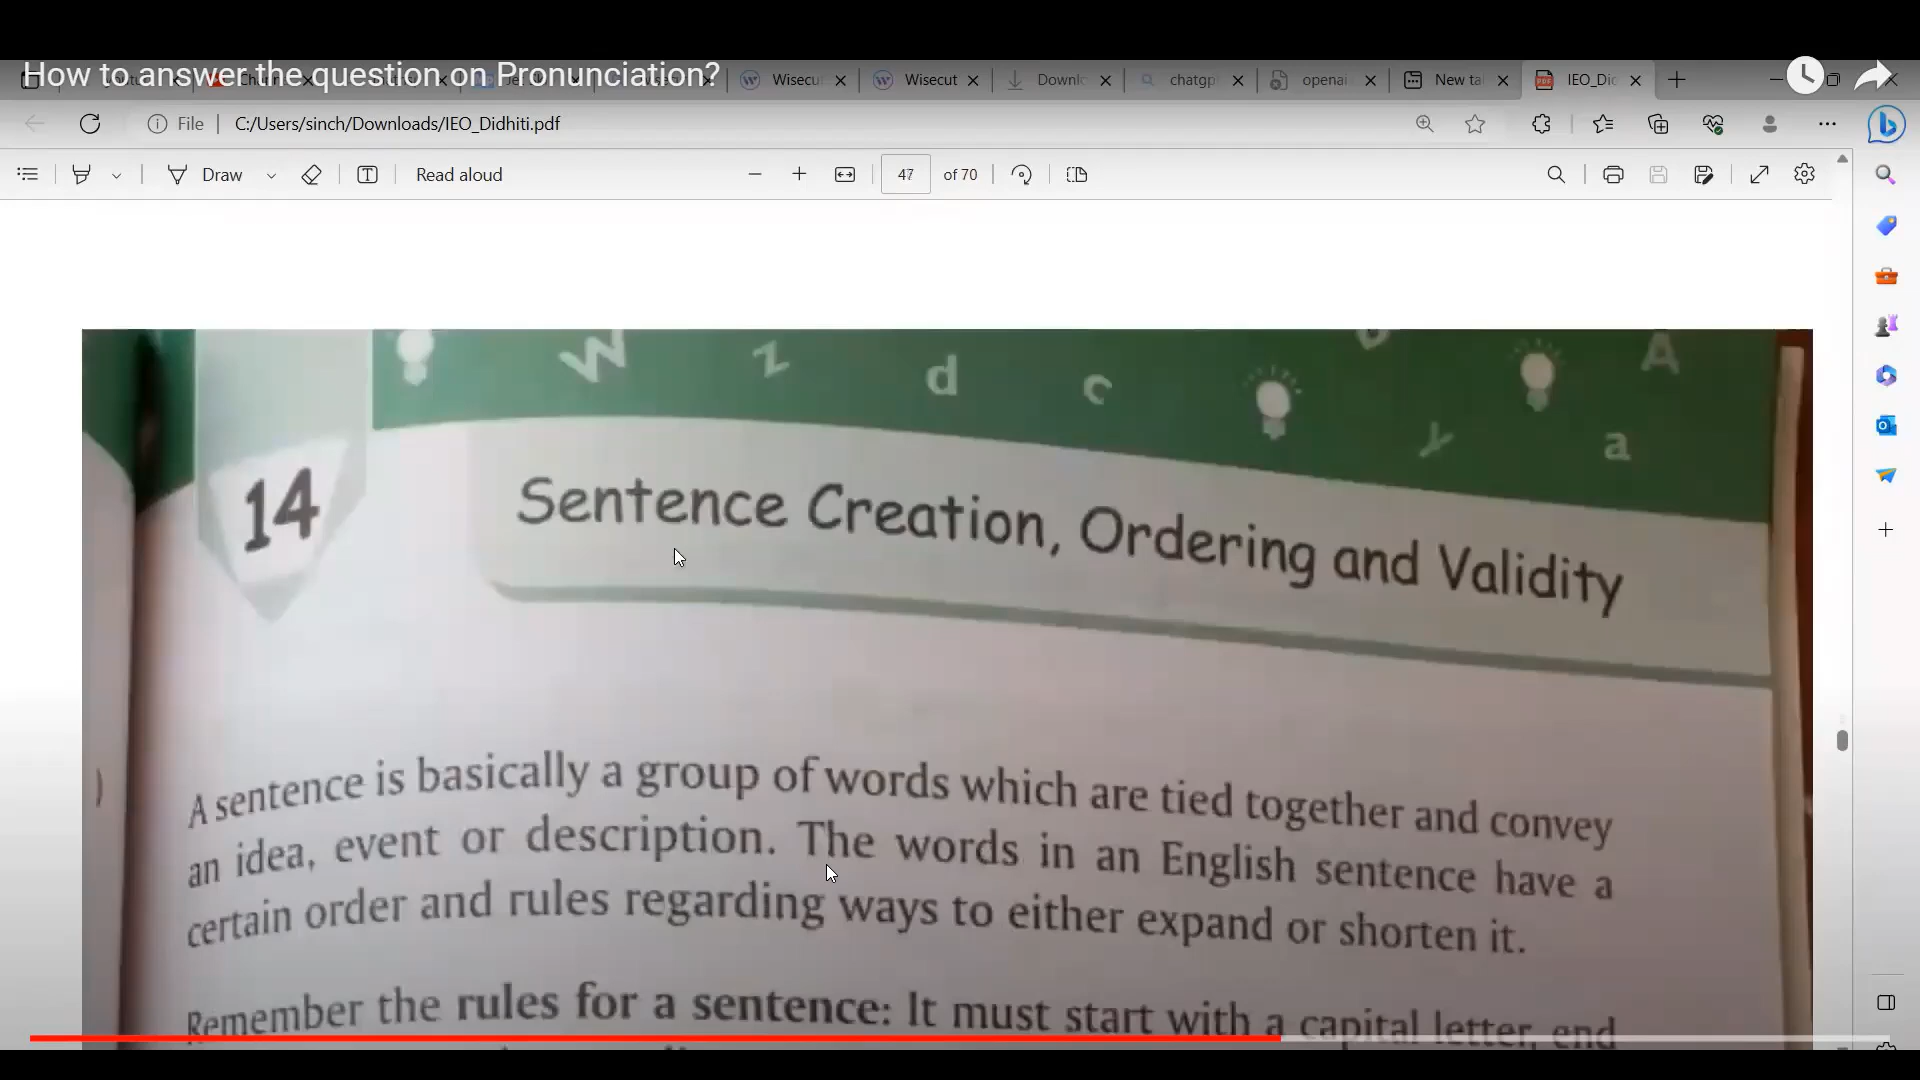 How to answer the question on Pronunciation?
Wisecu
Wisecut
Downlo
chatgp
openai
New ta
IEO_Did
File
C:/Users/sinch/Downloads/IEO_Didhiti.pdf
Draw
Read aloud
47 of 70
W z d c A
y a
14
Sentence Creation, Ordering and Validity
A sentence is basically a group of words which are tied together and convey
an idea, event or description. The words in an English sentence have a
certain order and rules regarding ways to either expand or shorten it.
Remember the rules for a sentence: It must start with a capital letter, end